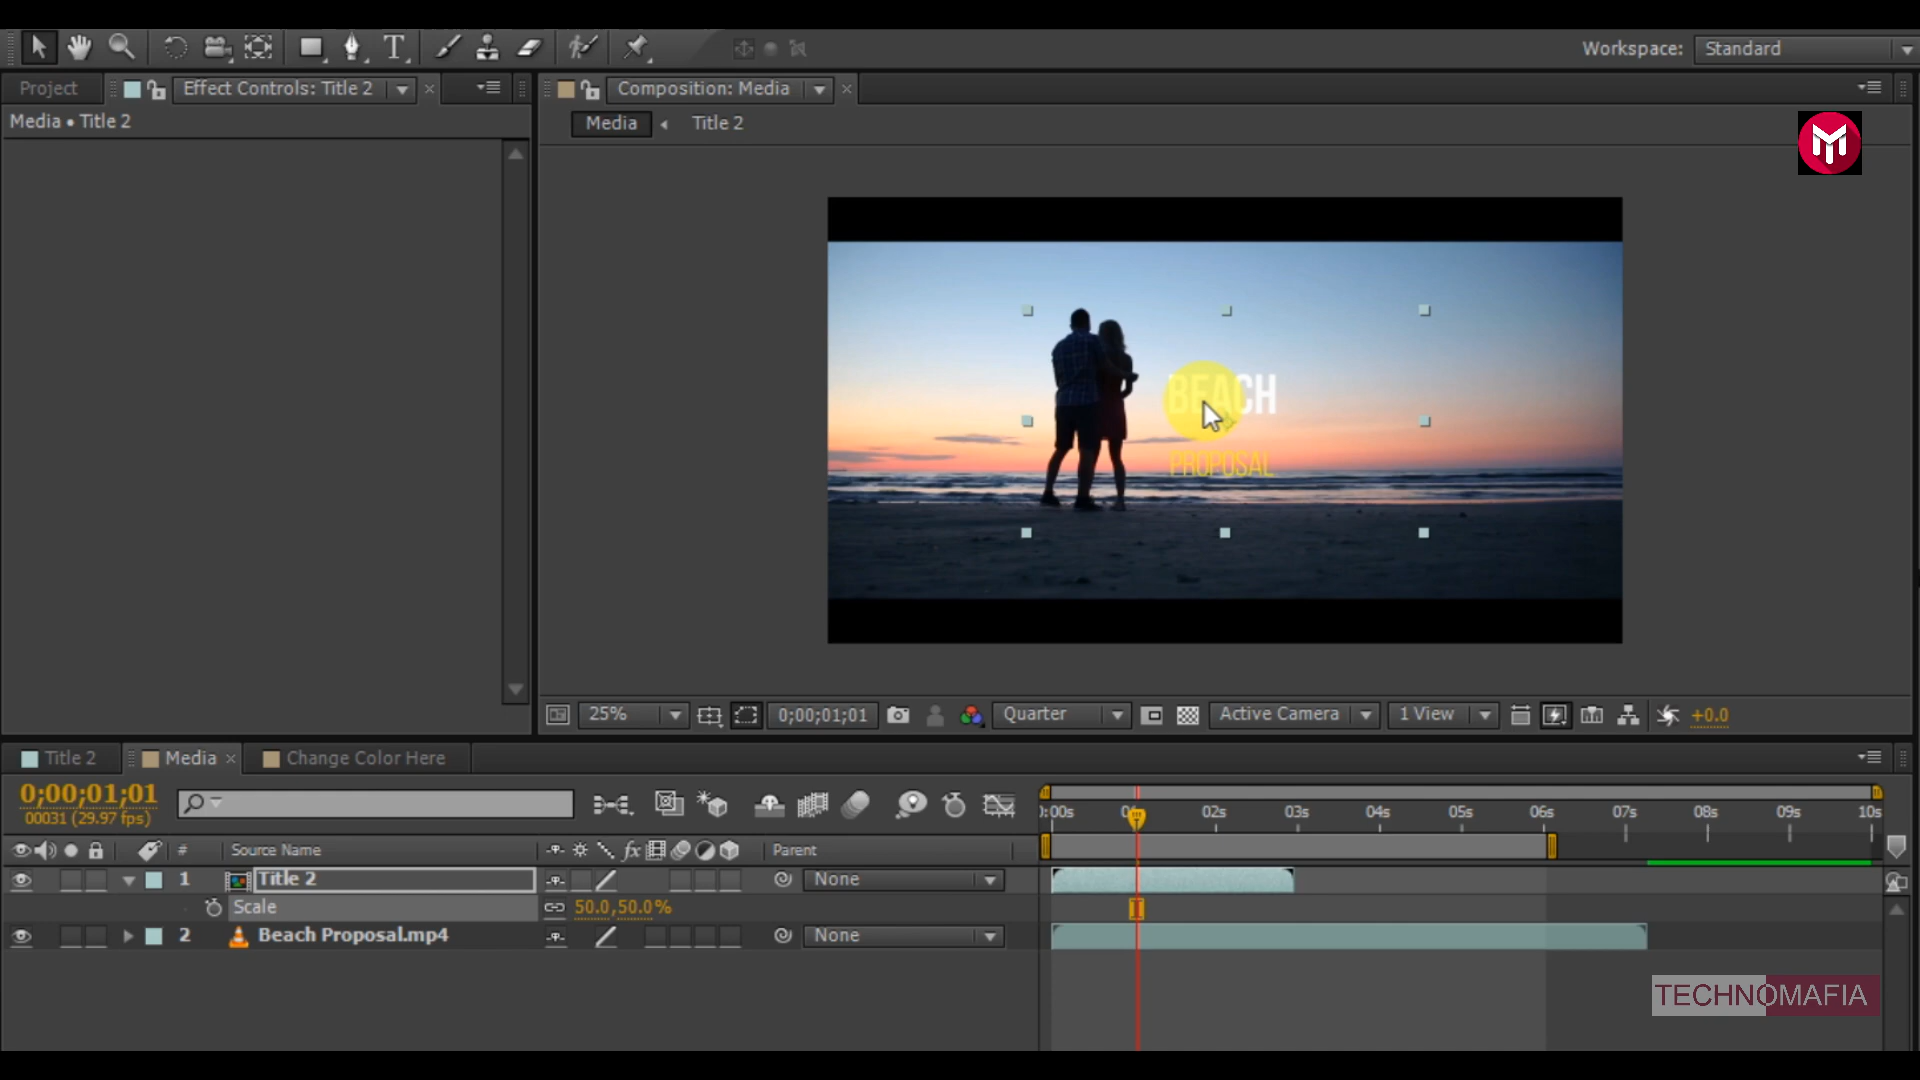 Workspace: Standard
Project Effect Controls: Title 2 Composition: Media
Media • Title 2
Media Title 2
BEACH
PROPOSAL
25% 0;00;01;01 Quarter Active Camera 1 View +0.0
Title 2 Media Change Color Here
0;00;01;01
00031 (29.97 fps)
0:00s 02s 03s 04s 05s 06s 07s 08s 09s 10s
# Source Name fx Parent
1 Title 2 None
Scale 50.0,50.0%
2 Beach Proposal.mp4 None
TECHNOMAFIA